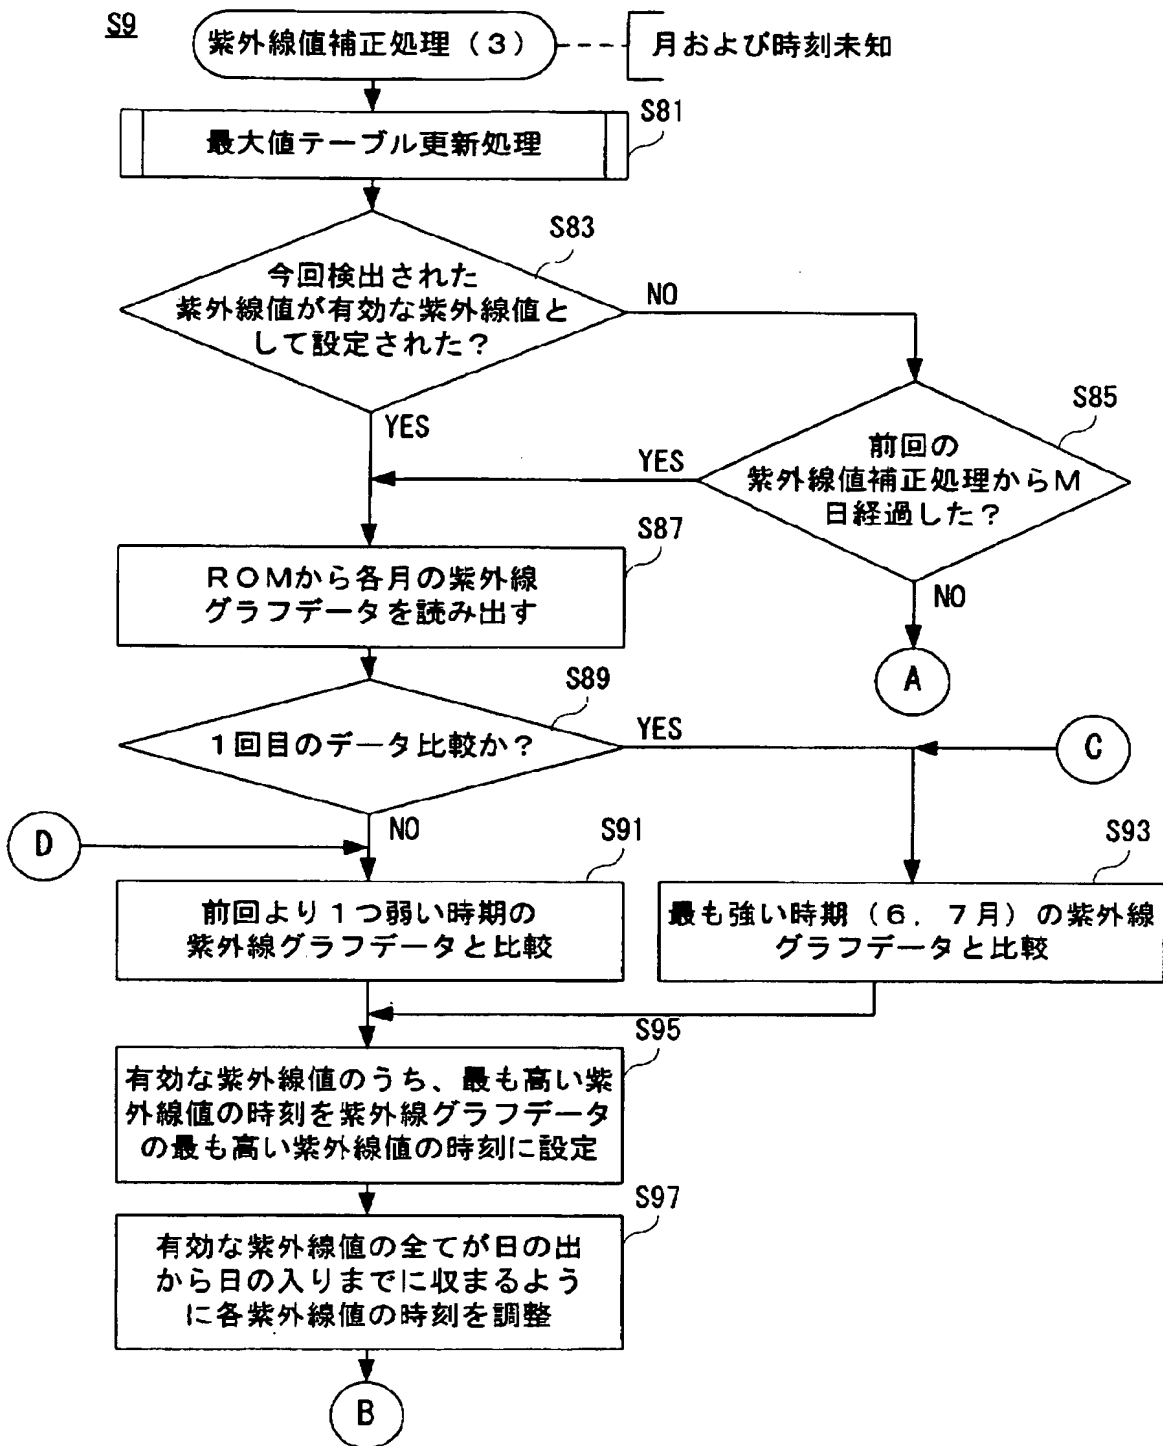 S9
紫外線値補正処理（３）
月および時刻未知
S81
最大値テーブル更新処理
S83
今回検出された
紫外線値が有効な紫外線値と
して設定された？
NO
YES
S85
前回の
紫外線値補正処理からＭ
日経過した？
YES
NO
A
S87
ＲＯＭから各月の紫外線
グラフデータを読み出す
S89
１回目のデータ比較か？
YES
C
NO
D
S91
前回より１つ弱い時期の
紫外線グラフデータと比較
S93
最も強い時期（６．７月）の紫外線
グラフデータと比較
S95
有効な紫外線値のうち、最も高い紫
外線値の時刻を紫外線グラフデータ
の最も高い紫外線値の時刻に設定
S97
有効な紫外線値の全てが日の出
から日の入りまでに収まるよう
に各紫外線値の時刻を調整
B